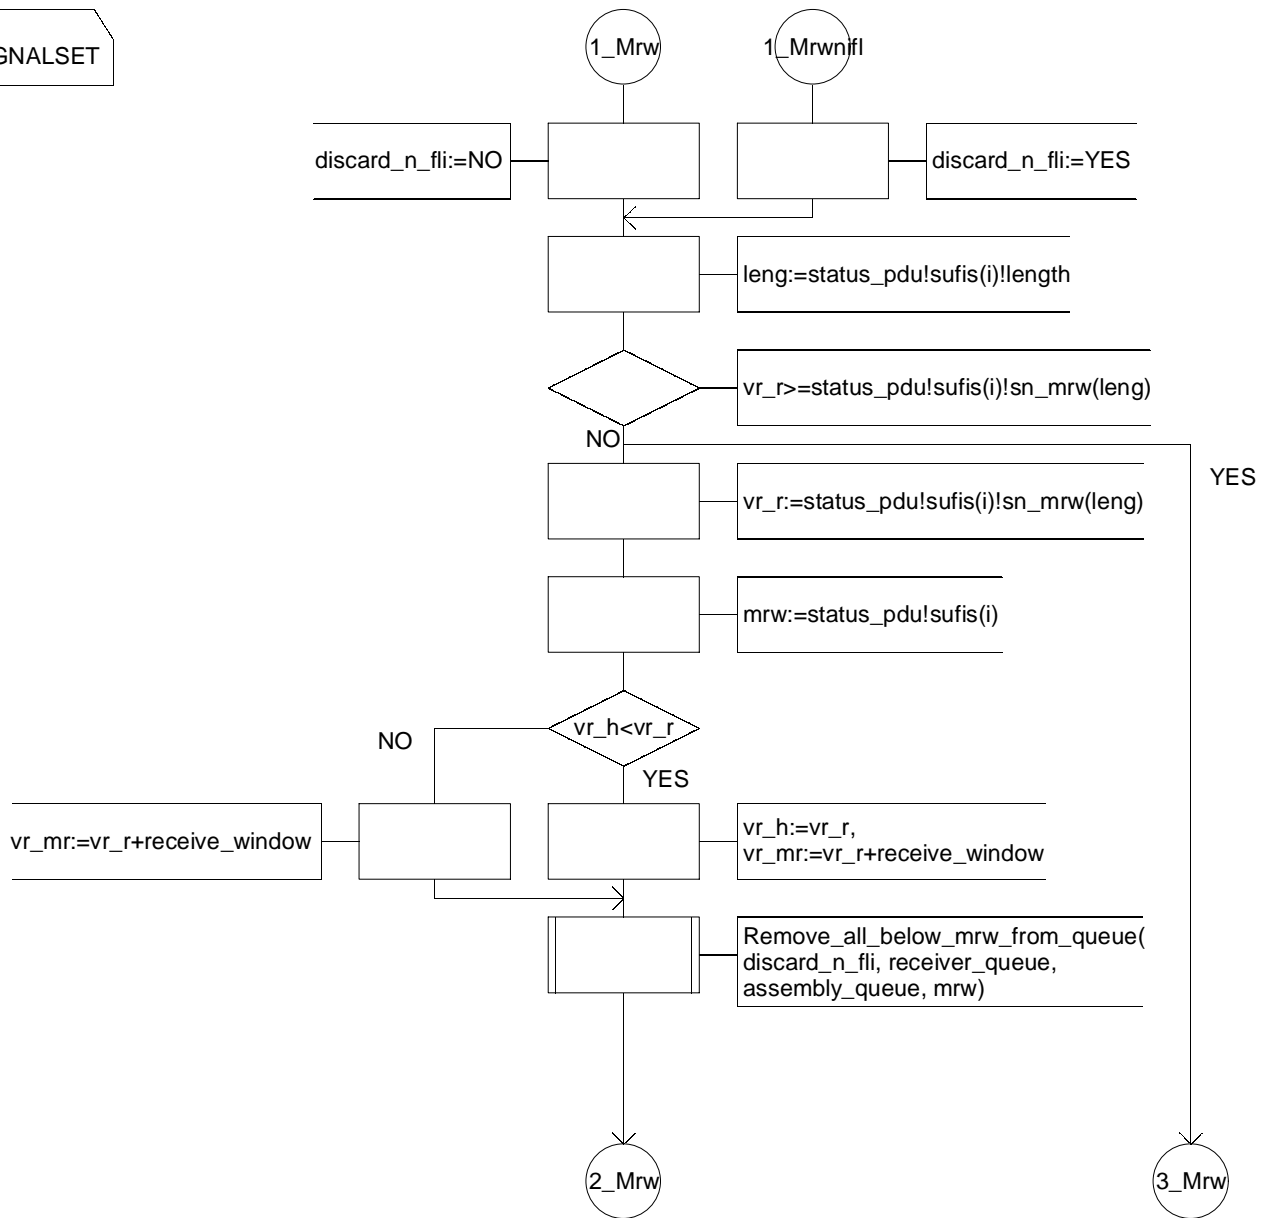 GNALSET
1_Mrw
1_Mrwnifl
discard_n_fli:=NO
discard_n_fli:=YES
leng:=status_pdu!sufis(i)!length
vr_r>=status_pdu!sufis(i)!sn_mrw(leng)
NO
YES
vr_r:=status_pdu!sufis(i)!sn_mrw(leng)
mrw:=status_pdu!sufis(i)
vr_h<vr_r
NO
YES
vr_mr:=vr_r+receive_window
vr_h:=vr_r,
vr_mr:=vr_r+receive_window
Remove_all_below_mrw_from_queue(
discard_n_fli, receiver_queue,
assembly_queue, mrw)
2_Mrw
3_Mrw